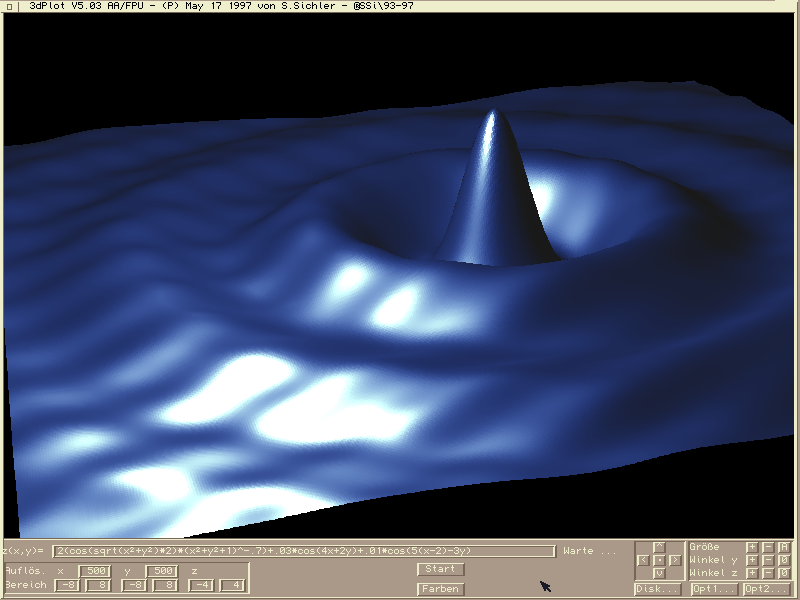 3dPlot V5.03 AA/FPU - (P) May 17 1997 von S.Sichler - @SSi\93-97
z(x,y)= 2(cos(sqrt(x²+y²)*2)*(x²+y²+1)^-.7)+.03*cos(4x+2y)+.01*cos(5(x-2)-3y) Warte ...
Auflös. x 500 y 500 z
Bereich -8 8 -8 8 -4 4
Start
Farben
< ^ · > v
Größe + - A
Winkel y + - 0
Winkel z + - 0
Disk... Opt1... Opt2...